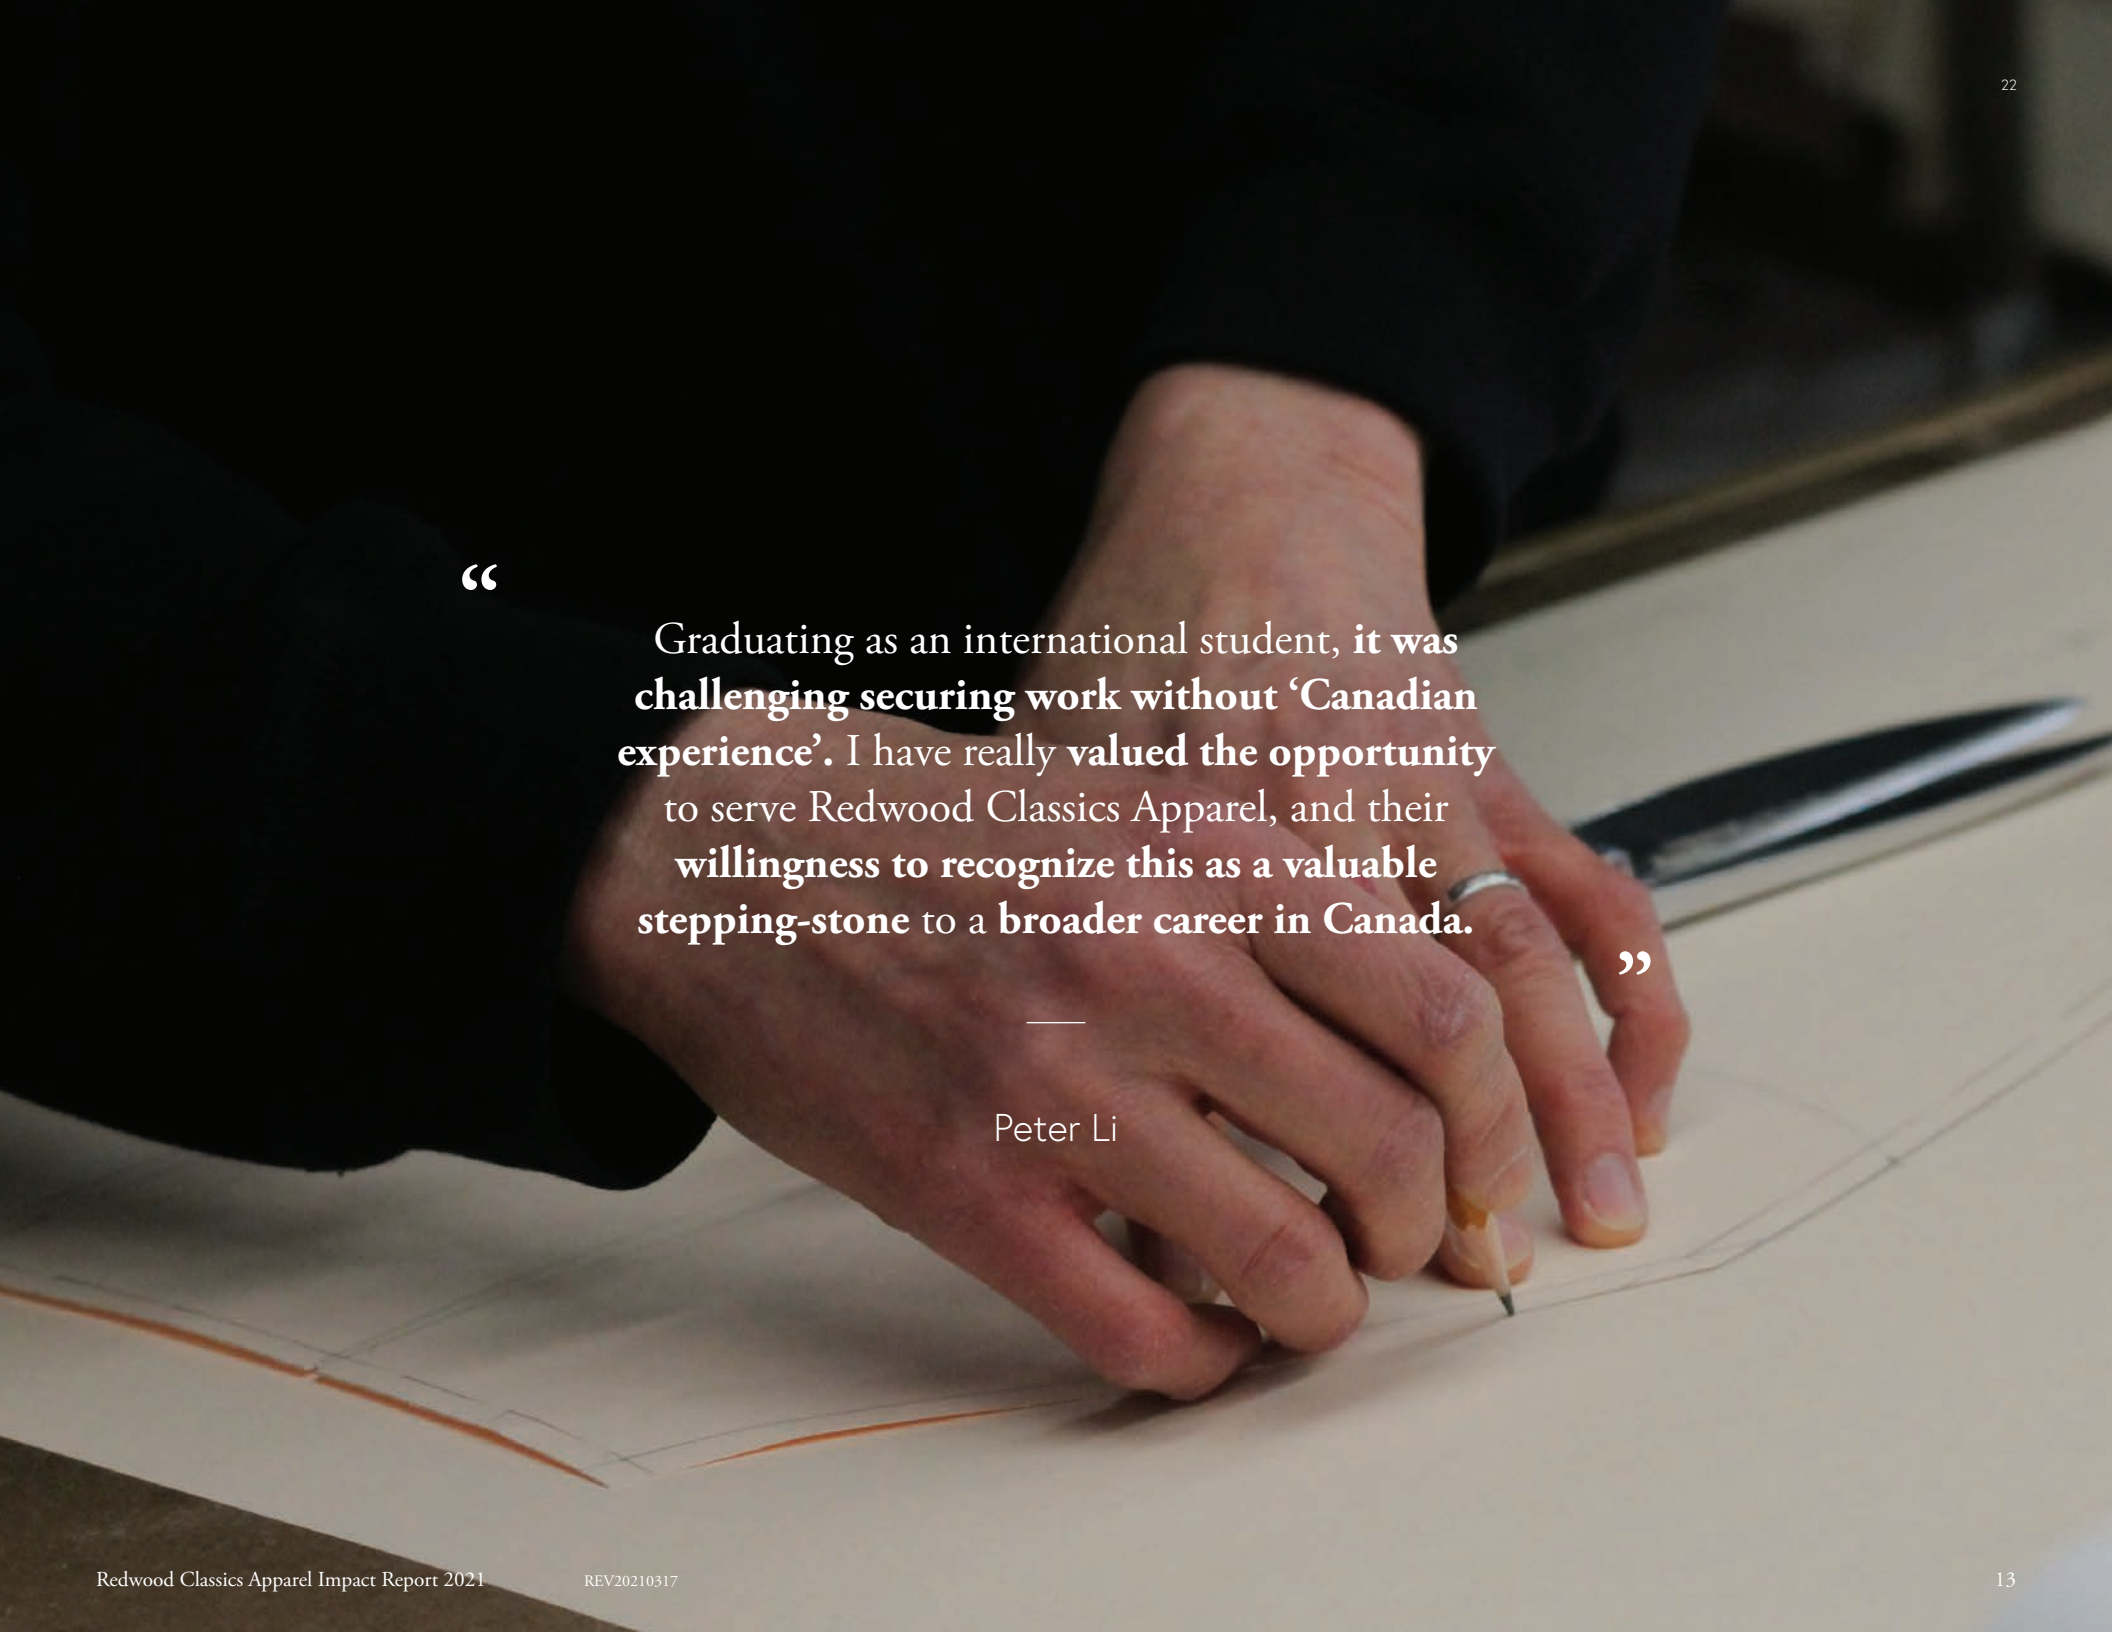 22
“
Graduating as an international student, it was
challenging securing work without ‘Canadian
experience’. I have really valued the opportunity
to serve Redwood Classics Apparel, and their
willingness to recognize this as a valuable
stepping-stone to a broader career in Canada.
”
Peter Li
Redwood Classics Apparel Impact Report 2021 REV20210317 13